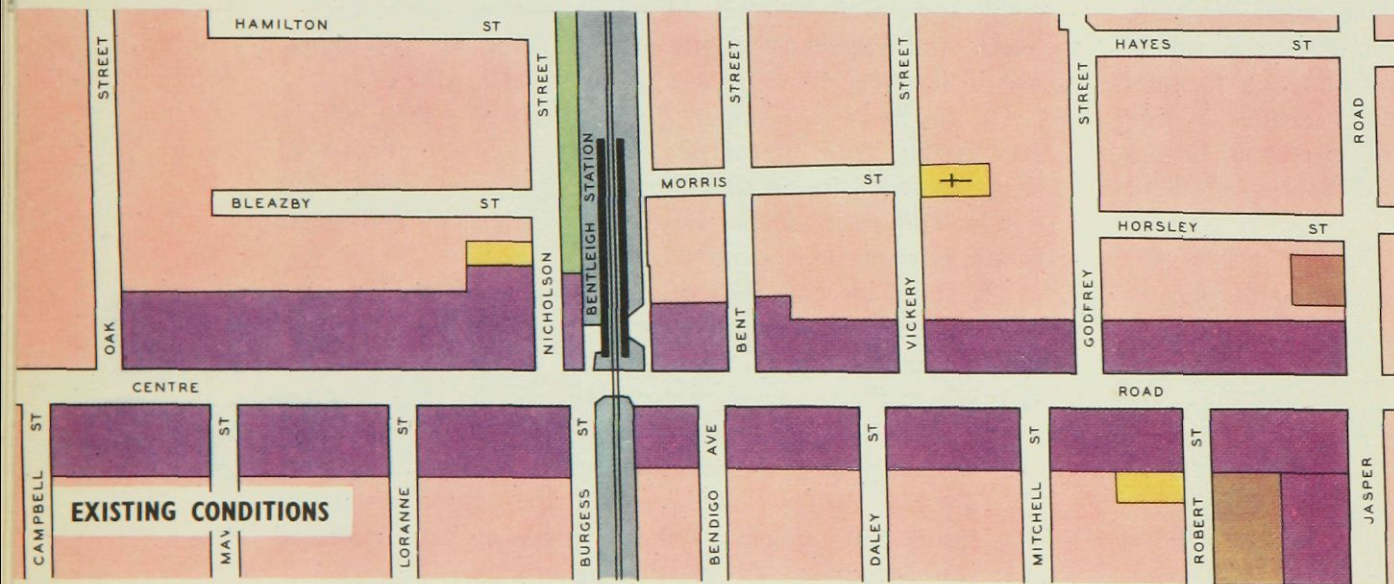 HAMILTON ST
HAYES ST
STREET
STREET
STREET
STREET
STREET
ROAD
BENTLEIGH STATION
MORRIS ST
BLEAZBY ST
HORSLEY ST
OAK
NICHOLSON
BENT
VICKERY
GODFREY
CENTRE ROAD
CAMPBELL ST
ST
LORANNE ST
BURGESS ST
BENDIGO AVE
DALEY ST
MITCHELL ST
ROBERT ST
JASPER
EXISTING CONDITIONS